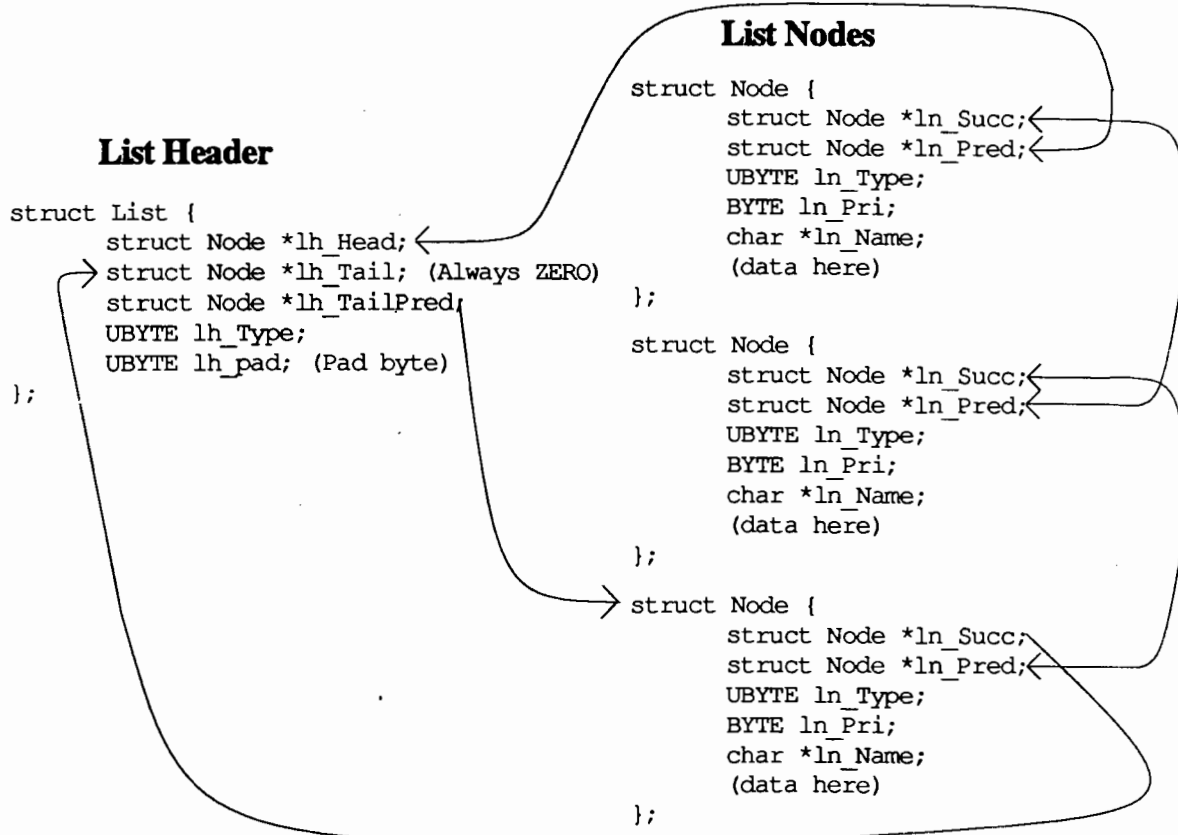 List Header
struct List {
struct Node *lh_Head;
struct Node *lh_Tail; (Always ZERO)
struct Node *lh_TailPred;
UBYTE lh_Type;
UBYTE lh_pad; (Pad byte)
};
List Nodes
struct Node {
struct Node *ln_Succ;
struct Node *ln_Pred;
UBYTE ln_Type;
BYTE ln_Pri;
char *ln_Name;
(data here)
};
struct Node {
struct Node *ln_Succ;
struct Node *ln_Pred;
UBYTE ln_Type;
BYTE ln_Pri;
char *ln_Name;
(data here)
};
struct Node {
struct Node *ln_Succ;
struct Node *ln_Pred;
UBYTE ln_Type;
BYTE ln_Pri;
char *ln_Name;
(data here)
};